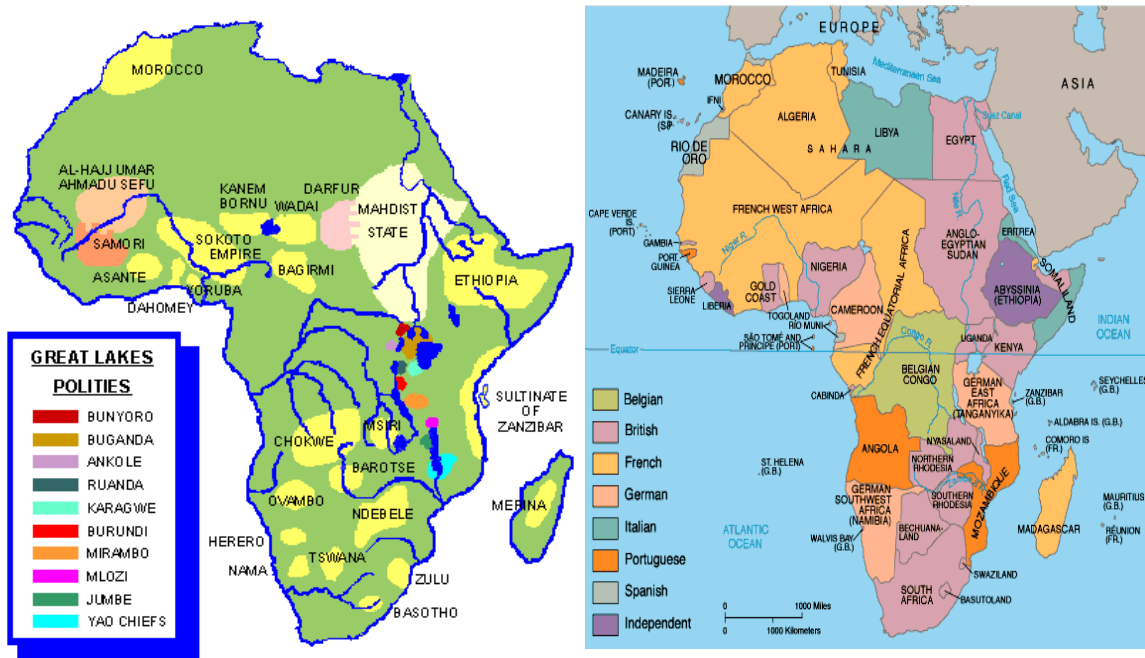 MOROCCO
AL-HAJJ UMAR
AHMADU SEFU
SAMORI
ASANTE
DAHOMEY
YORUBA
SOKOTO
EMPIRE
KANEM
BORNU
WADAI
BAGIRMI
DARFUR
MAHDIST
STATE
ETHIOPIA
SULTINATE
OF
ZANZIBAR
CHOKWE
MSIRI
BAROTSE
OVAMBO
NDEBELE
MERINA
HERERO
NAMA
TSWANA
ZULU
BASOTHO
GREAT LAKES
POLITIES
BUNYORO
BUGANDA
ANKOLE
RUANDA
KARAGWE
BURUNDI
MIRAMBO
MLOZI
JUMBE
YAO CHIEFS
EUROPE
ASIA
Mediterranean Sea
MADEIRA
(PORT.)
MOROCCO
TUNISIA
IFNI
CANARY IS.
(SP.)
ALGERIA
LIBYA
EGYPT
Suez Canal
RIO DE
ORO
SAHARA
Red Sea
Nile R.
CAPE VERDE
IS.
(PORT)
FRENCH WEST AFRICA
Niger R.
GAMBIA
PORT.
GUINEA
SIERRA
LEONE
LIBERIA
GOLD
COAST
TOGOLAND
NIGERIA
CAMEROON
RÍO MUNI
SÃO TOMÉ AND
PRÍNCIPE (PORT)
FRENCH EQUATORIAL AFRICA
ANGLO-
EGYPTIAN
SUDAN
ERITREA
ABYSSINIA
(ETHIOPIA)
SOMALILAND
INDIAN
OCEAN
Equator
Congo R.
UGANDA
KENYA
BELGIAN
CONGO
CABINDA
GERMAN
EAST
AFRICA
(TANGANYIKA)
ZANZIBAR
(G.B.)
SEYCHELLES
(G.B.)
ALDABRA IS. (G.B.)
COMORO IS
(FR.)
ANGOLA
NYASALAND
NORTHERN
RHODESIA
SOUTHERN
RHODESIA
MOZAMBIQUE
ST. HELENA
(G.B.)
GERMAN
SOUTHWEST
AFRICA
(NAMIBIA)
WALVIS BAY
(G.B.)
BECHUANA-
LAND
MADAGASCAR
MAURITIUS
(G.B.)
RÉUNION
(FR.)
ATLANTIC
OCEAN
SOUTH
AFRICA
SWAZILAND
BASUTOLAND
0 1000 Miles
0 1000 Kilometers
Belgian
British
French
German
Italian
Portuguese
Spanish
Independent